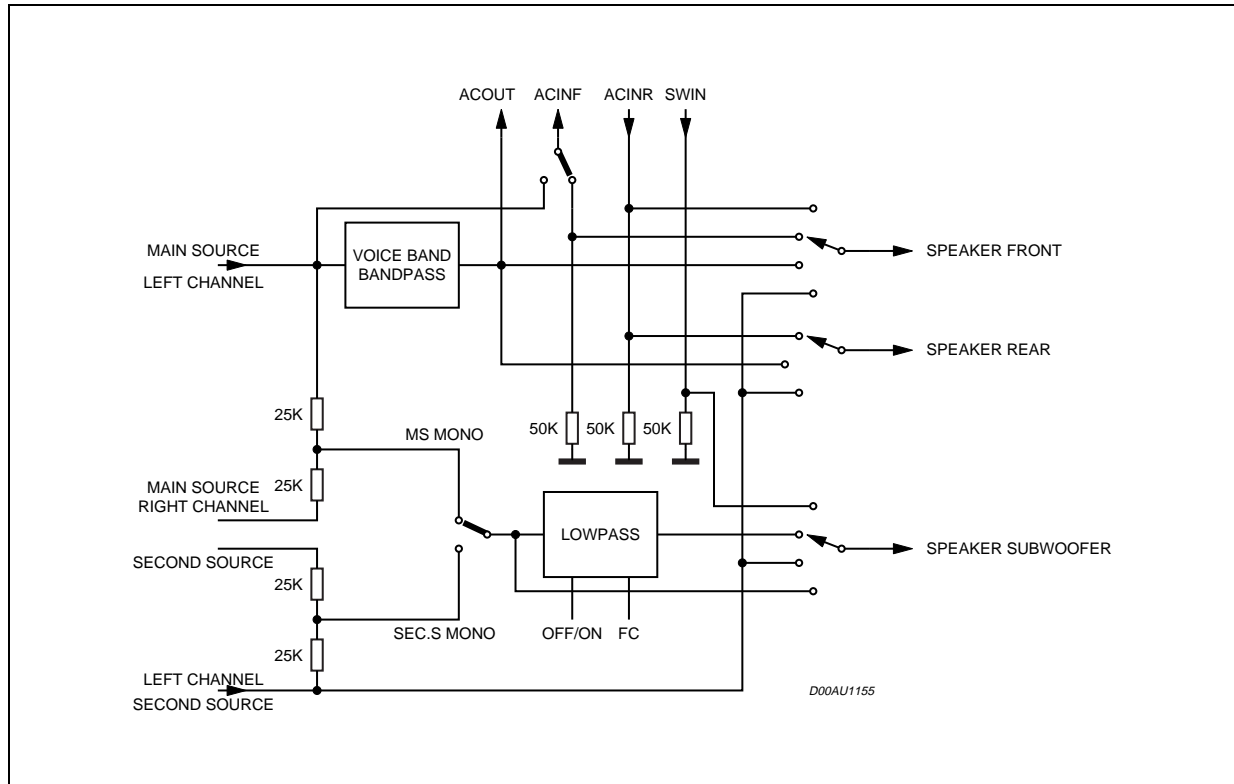 ACOUT ACINF ACINR SWIN
MAIN SOURCE
LEFT CHANNEL
VOICE BAND
BANDPASS
SPEAKER FRONT
SPEAKER REAR
25K
MS MONO
50K 50K 50K
MAIN SOURCE
RIGHT CHANNEL
25K
LOWPASS
SPEAKER SUBWOOFER
SECOND SOURCE
25K
SEC.S MONO
OFF/ON FC
25K
LEFT CHANNEL
SECOND SOURCE
D00AU1155